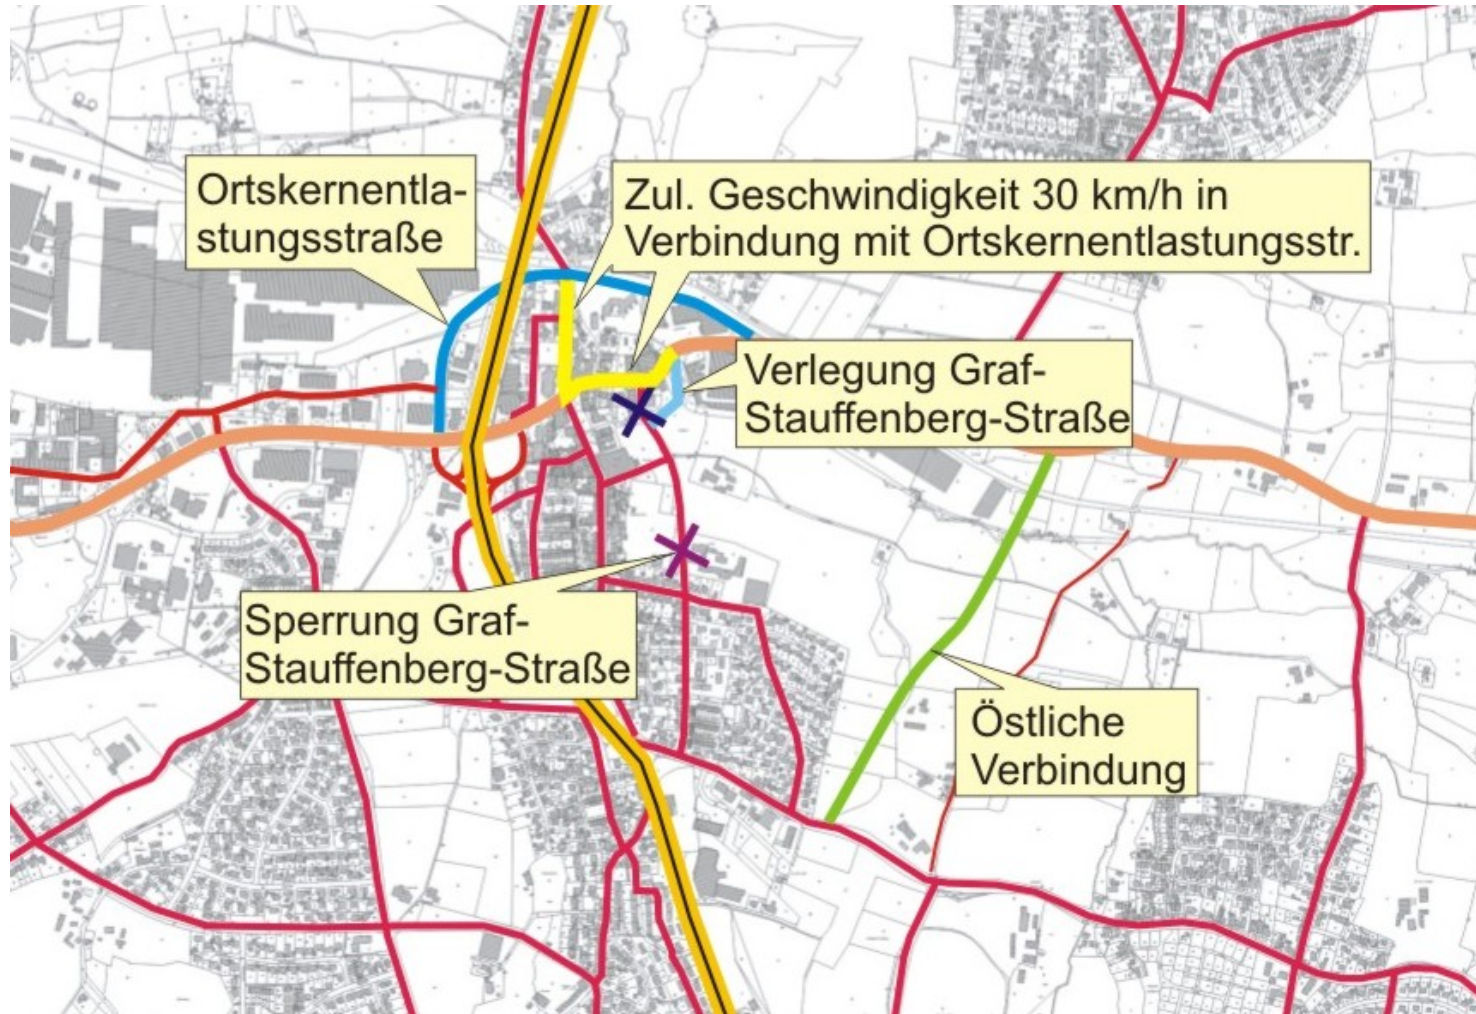 Ortskernentla-
stungsstraße
Zul. Geschwindigkeit 30 km/h in
Verbindung mit Ortskernentlastungsstr.
Verlegung Graf-
Stauffenberg-Straße
Sperrung Graf-
Stauffenberg-Straße
Östliche
Verbindung